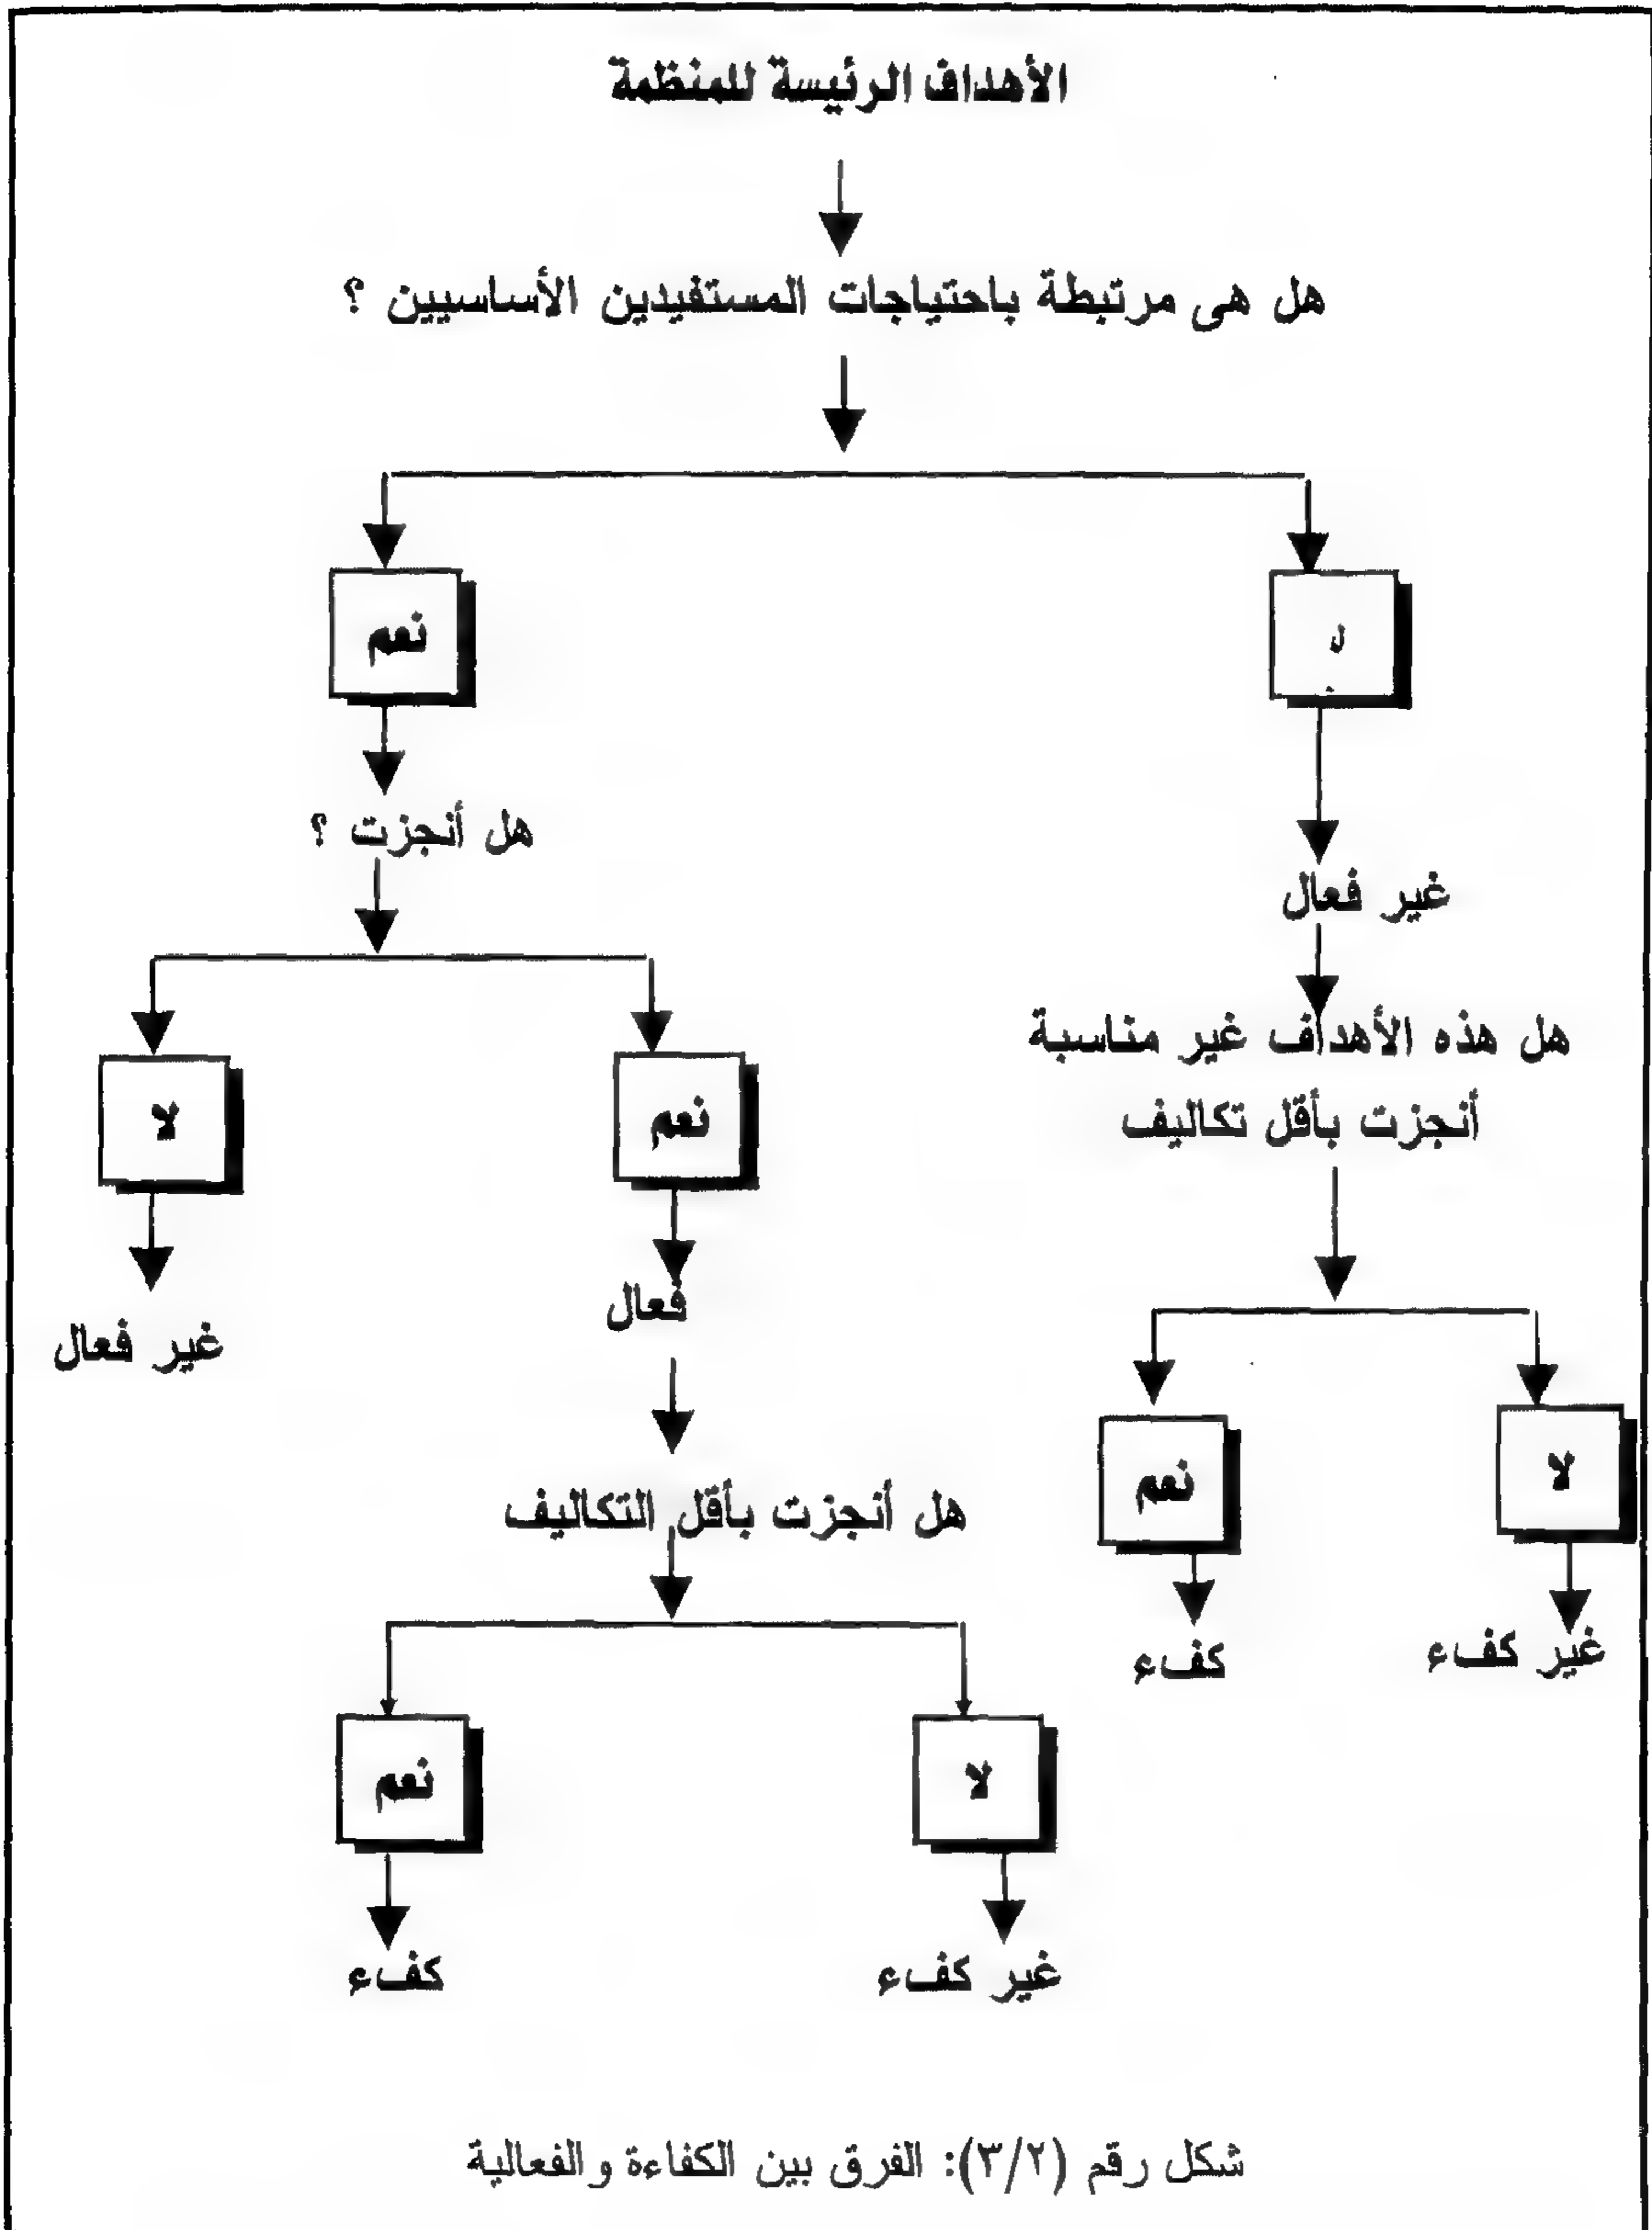 الأهداف الرئيسة للمنظمة
هل هى مرتبطة باحتياجات المستفيدين الأساسيين ؟
نعم
هل أنجزت ؟
غير فعال
هل هذه الأهداف غير مناسبة
أنجزت بأقل تكاليف
نعم
لا
فعال
غير فعال
لا
نعم
هل أنجزت بأقل التكاليف
غير كفء
كفء
لا
نعم
غير كفء
كفء
شكل رقم (٣/٢): الفرق بين الكفاءة والفعالية